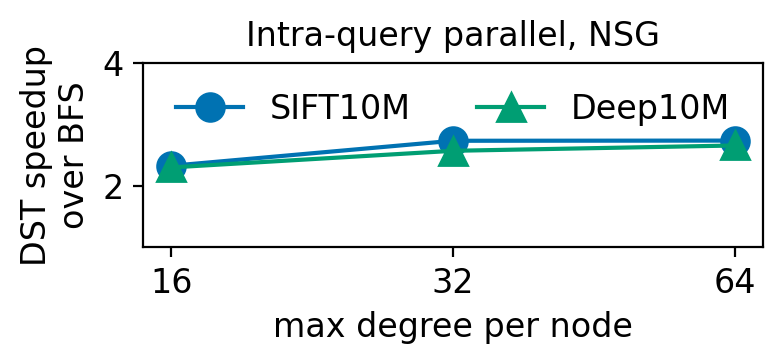 Intra-query parallel, NSG
DST speedup
over BFS
4
2
SIFT10M
Deep10M
16
32
64
max degree per node